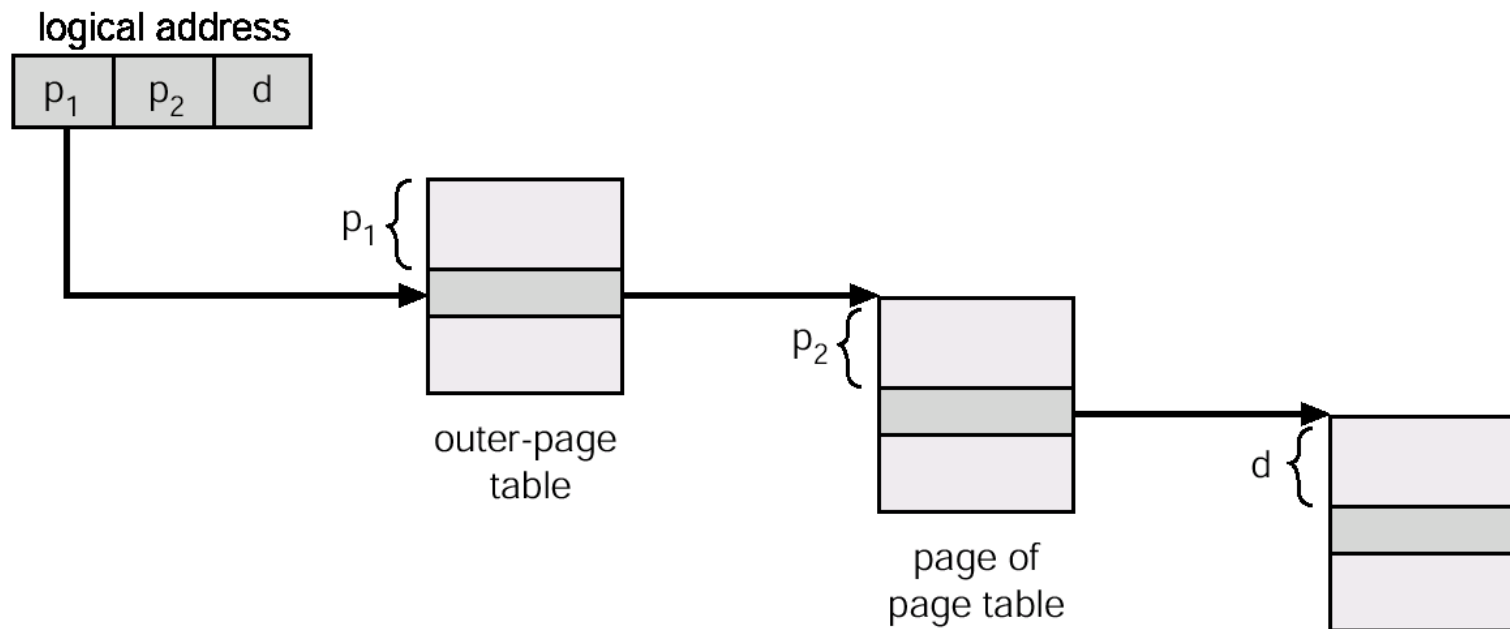 logical address
p₁ p₂ d
p₁
outer-page
table
p₂
page of
page table
d